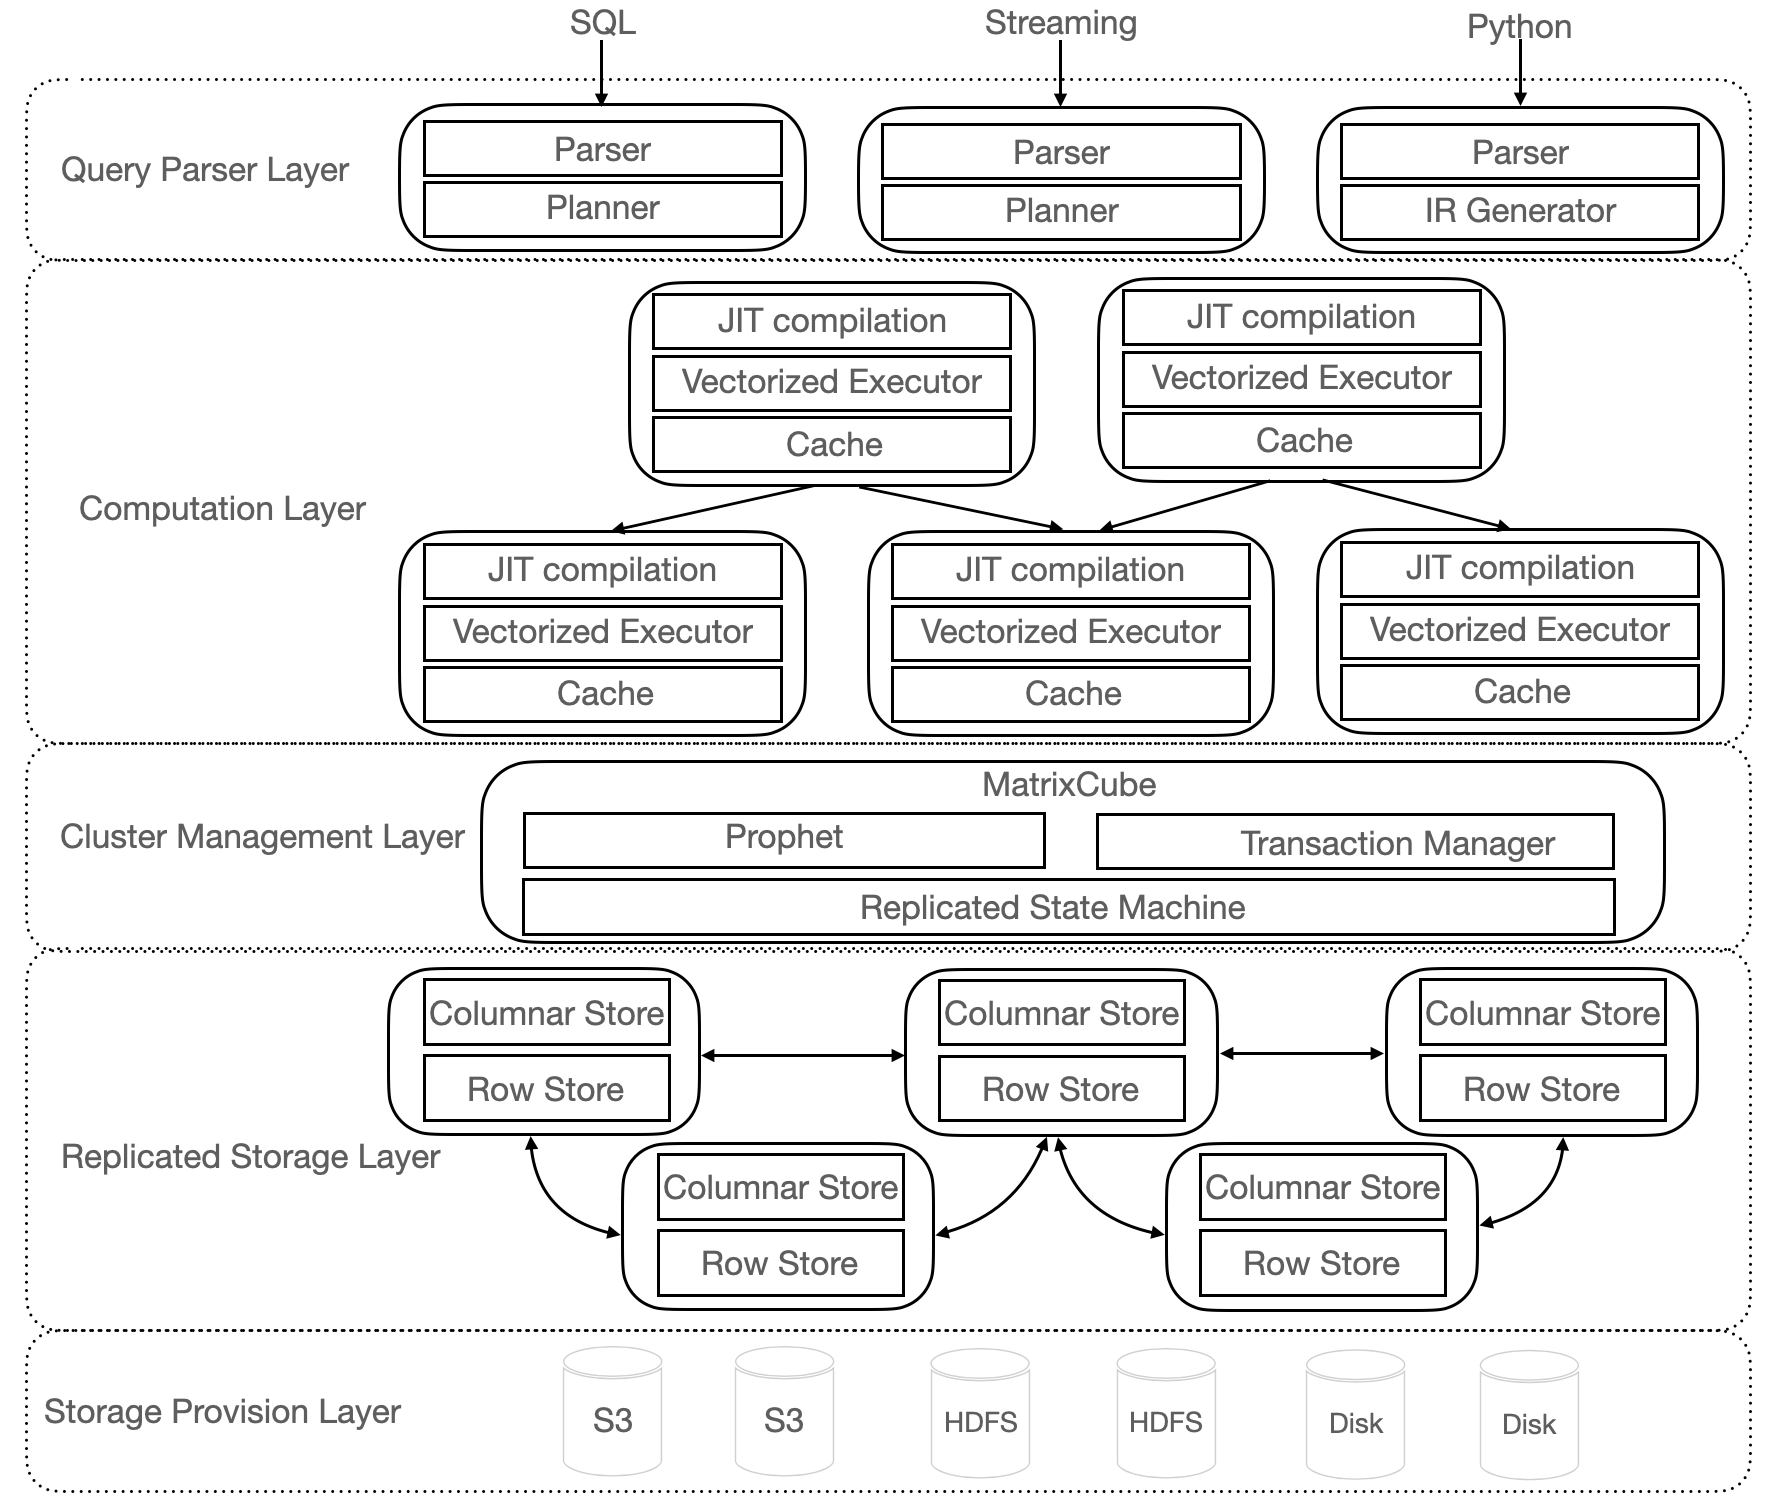 SQL
Streaming
Python
Query Parser Layer
Parser
Planner
Parser
Planner
Parser
IR Generator
Computation Layer
JIT compilation
Vectorized Executor
Cache
JIT compilation
Vectorized Executor
Cache
JIT compilation
Vectorized Executor
Cache
JIT compilation
Vectorized Executor
Cache
JIT compilation
Vectorized Executor
Cache
Cluster Management Layer
MatrixCube
Prophet
Transaction Manager
Replicated State Machine
Replicated Storage Layer
Columnar Store
Row Store
Columnar Store
Row Store
Columnar Store
Row Store
Columnar Store
Row Store
Columnar Store
Row Store
Storage Provision Layer
S3
S3
HDFS
HDFS
Disk
Disk